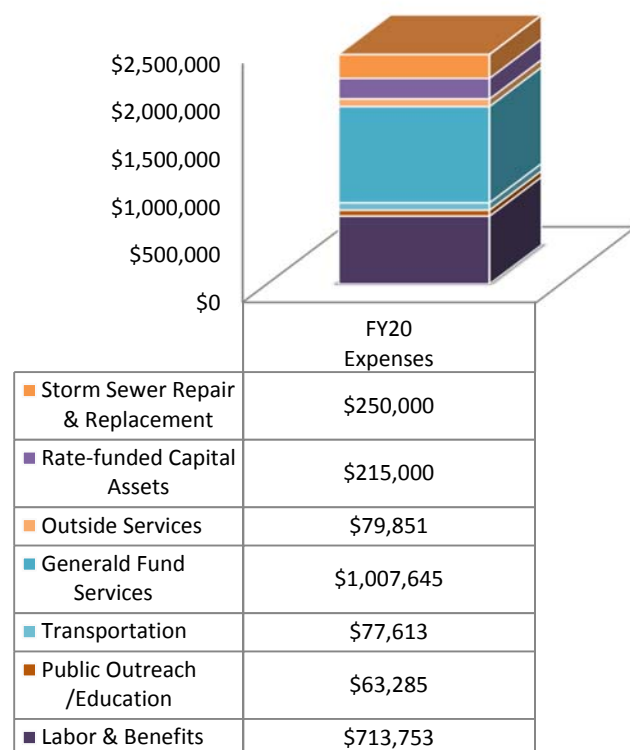 $2,500,000
$2,000,000
$1,500,000
$1,000,000
$500,000
$0
FY20
Expenses
Storm Sewer Repair
& Replacement
$250,000
Rate-funded Capital
Assets
$215,000
Outside Services
$79,851
Generald Fund
Services
$1,007,645
Transportation
$77,613
Public Outreach
/Education
$63,285
Labor & Benefits
$713,753